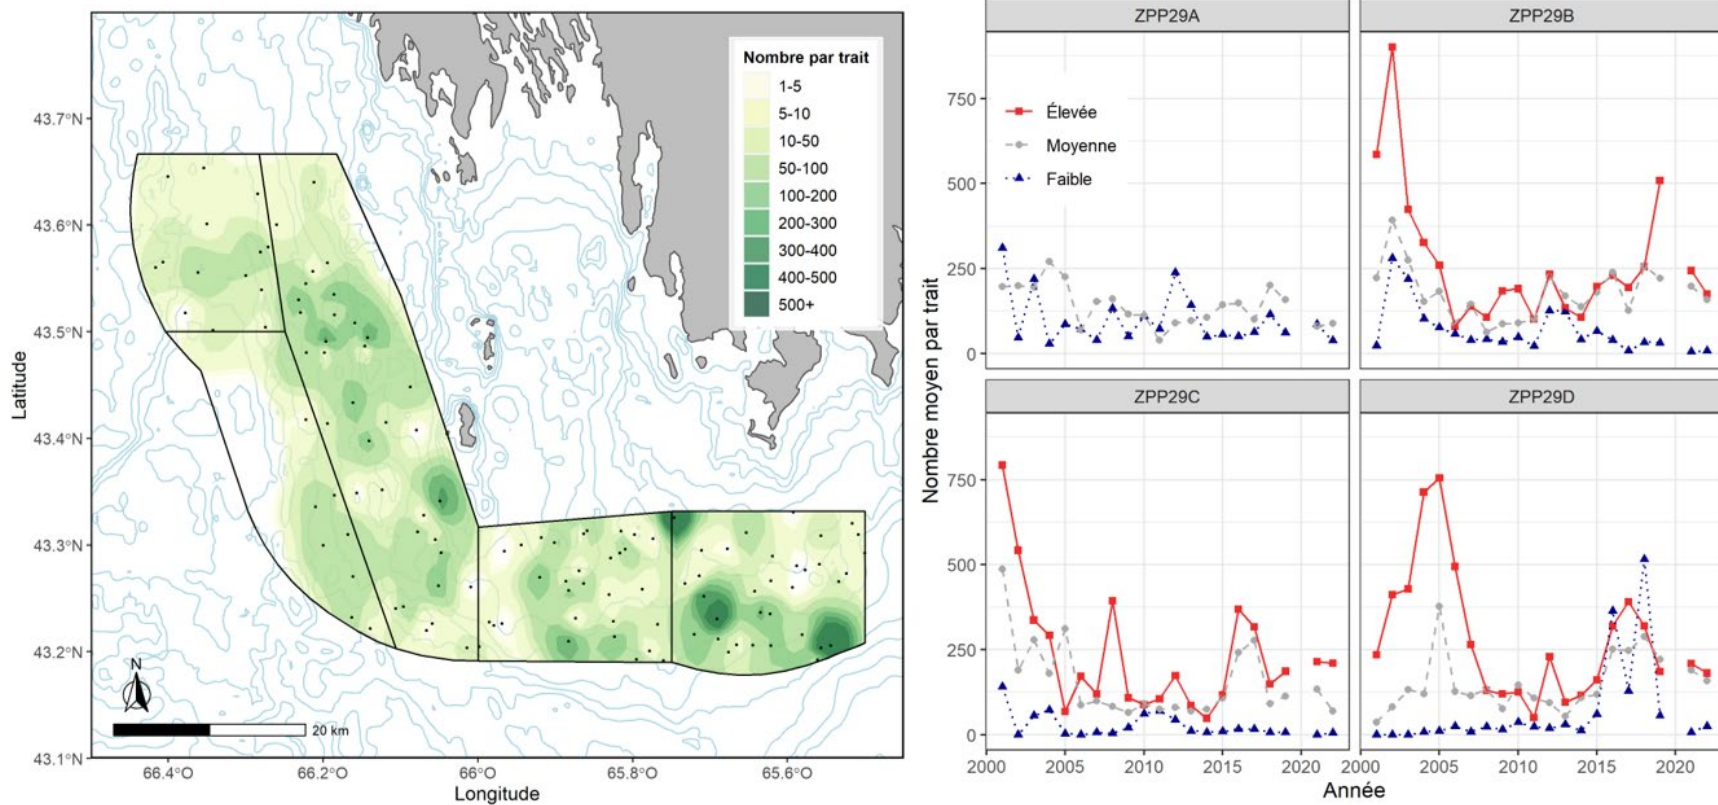 Nombre par trait
1-5
5-10
10-50
50-100
100-200
200-300
300-400
400-500
500+
43.7°N
43.6°N
43.5°N
43.4°N
43.3°N
43.2°N
43.1°N
Latitude
N
20 km
66.4°O
66.2°O
66°O
65.8°O
65.6°O
Longitude
ZPP29A
ZPP29B
Élevée
Moyenne
Faible
750
500
250
0
ZPP29C
ZPP29D
750
500
250
0
Nombre moyen par trait
2000
2005
2010
2015
2020
2000
2005
2010
2015
2020
Année